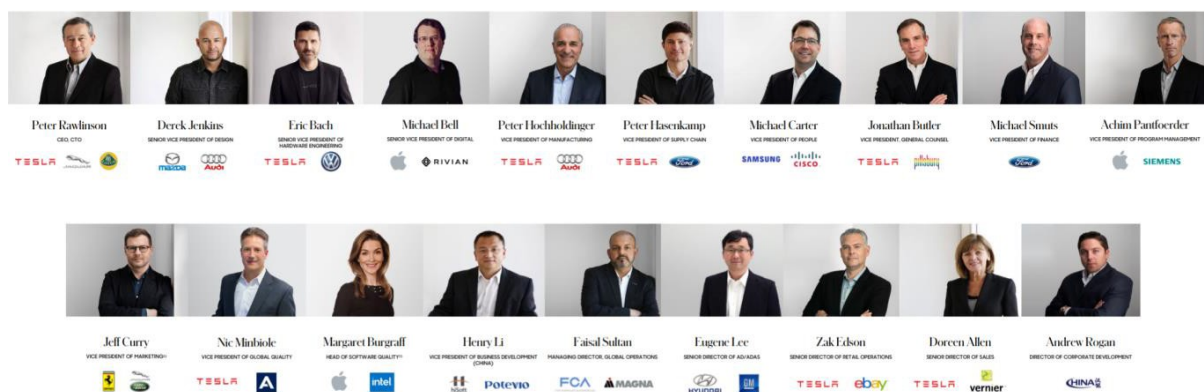 Peter Rawlinson
Derek Jenkins
Eric Bach
Michael Bell
Peter Hochholdinger
Peter Hasenkamp
Michael Carter
Jonathan Butler
Michael Smuts
Achim Pantfoerder
CEO, CTO
SENIOR VICE PRESIDENT OF DESIGN
SENIOR VICE PRESIDENT OF
HARDWARE ENGINEERING
SENIOR VICE PRESIDENT OF DIGITAL
VICE PRESIDENT OF MANUFACTURING
VICE PRESIDENT OF SUPPLY CHAIN
VICE PRESIDENT OF PEOPLE
VICE PRESIDENT, GENERAL COUNSEL
VICE PRESIDENT OF FINANCE
VICE PRESIDENT OF PROGRAM MANAGEMENT
TESLA
mazda
Audi
TESLA
RIVIAN
TESLA
Audi
TESLA
Ford
SAMSUNG
CISCO
TESLA
Ford
SIEMENS
Jeff Curry
Nic Minbiole
Margaret Burgraff
Henry Li
Faisal Sultan
Eugene Lee
Zak Edson
Doreen Allen
Andrew Rogan
VICE PRESIDENT OF MARKETING
VICE PRESIDENT OF GLOBAL QUALITY
HEAD OF SOFTWARE QUALITY
VICE PRESIDENT OF BUSINESS DEVELOPMENT
(CHINA)
MANAGING DIRECTOR, GLOBAL OPERATIONS
SENIOR DIRECTOR OF AD/ADAS
SENIOR DIRECTOR OF RETAIL OPERATIONS
SENIOR DIRECTOR OF SALES
DIRECTOR OF CORPORATE DEVELOPMENT
TESLA
A
intel
POTEVIO
FCA
MAGNA
HYUNDAI
GM
TESLA
ebay
TESLA
vernier
CHINA